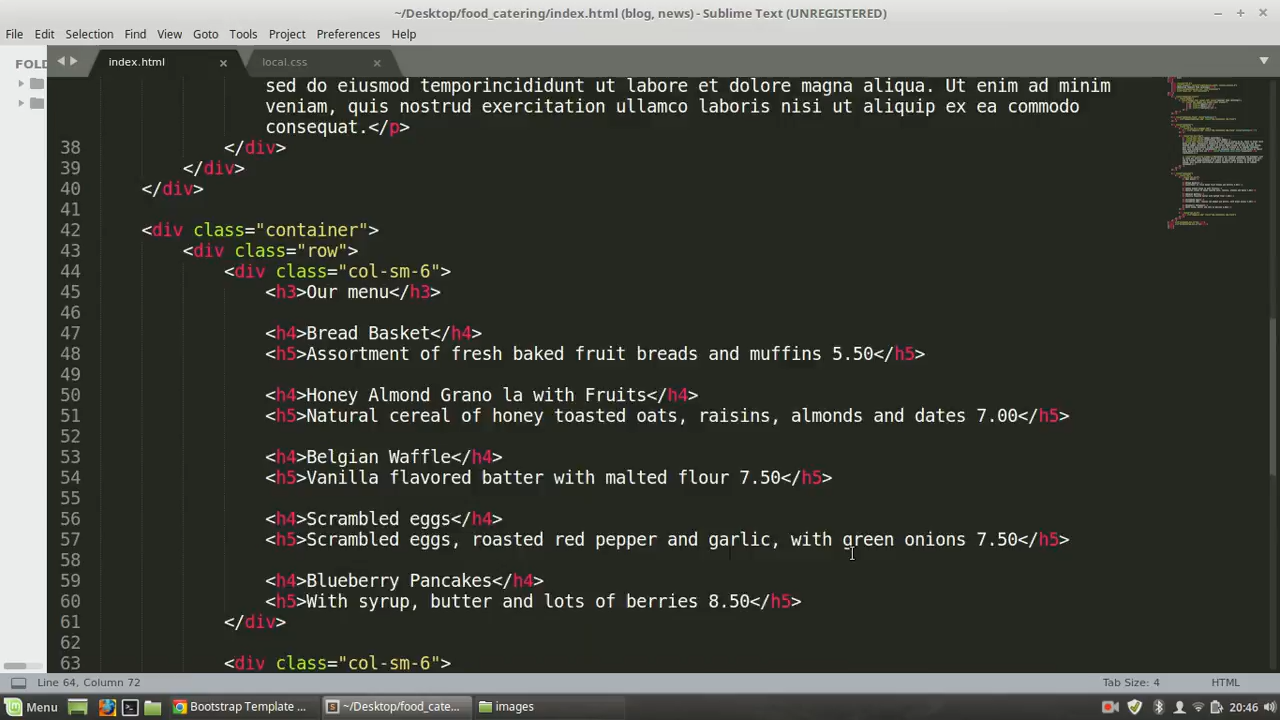 ~/Desktop/food_catering/index.html (blog, news) - Sublime Text (UNREGISTERED)
File Edit Selection Find View Goto Tools Project Preferences Help
FOLD
index.html
local.css
sed do eiusmod temporincididunt ut labore et dolore magna aliqua. Ut enim ad minim
veniam, quis nostrud exercitation ullamco laboris nisi ut aliquip ex ea commodo
consequat.</p>
38 </div>
39 </div>
40 </div>
41
42 <div class="container">
43 <div class="row">
44 <div class="col-sm-6">
45 <h3>Our menu</h3>
46
47 <h4>Bread Basket</h4>
48 <h5>Assortment of fresh baked fruit breads and muffins 5.50</h5>
49
50 <h4>Honey Almond Grano la with Fruits</h4>
51 <h5>Natural cereal of honey toasted oats, raisins, almonds and dates 7.00</h5>
52
53 <h4>Belgian Waffle</h4>
54 <h5>Vanilla flavored batter with malted flour 7.50</h5>
55
56 <h4>Scrambled eggs</h4>
57 <h5>Scrambled eggs, roasted red pepper and garlic, with green onions 7.50</h5>
58
59 <h4>Blueberry Pancakes</h4>
60 <h5>With syrup, butter and lots of berries 8.50</h5>
61 </div>
62
63 <div class="col-sm-6">
Line 64, Column 72
Tab Size: 4
HTML
Menu
Bootstrap Template ...
~/Desktop/food_cate...
images
20:46